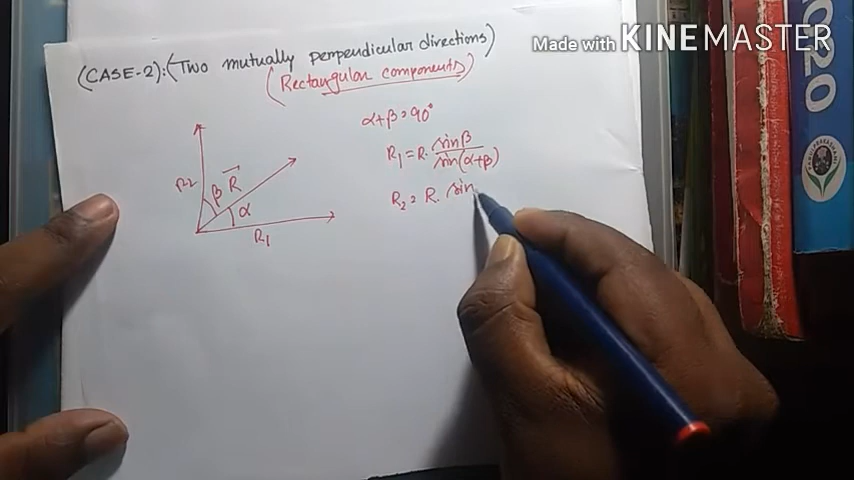 Made with KINEMASTER
(CASE-2):(Two mutually perpendicular directions)
(Rectangular components)
2020
α+β=90°
R₁ = R. sinβ / sin(α+β)
R₂ = R. sin
R₂
β
R⃗
α
R₁